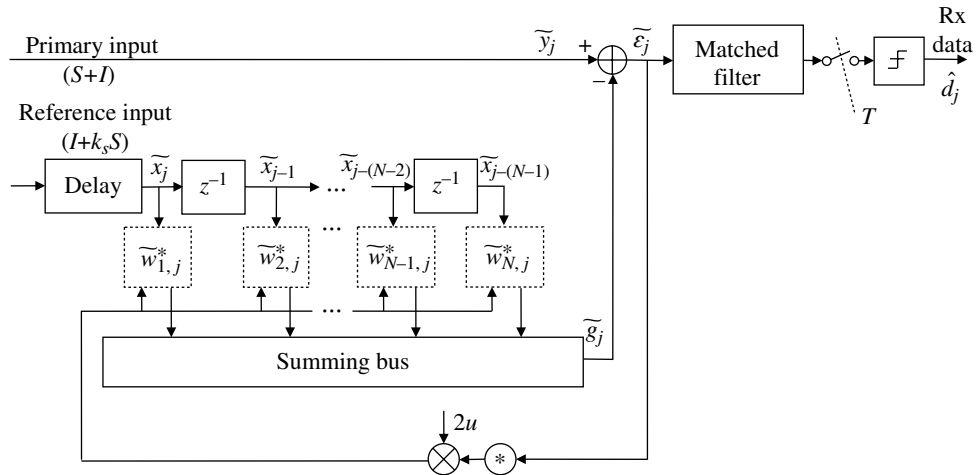 Primary input
(S+I)
ỹ_j
+
−
ε̃_j
Matched
filter
T
Rx
data
d̂_j
Reference input
(I+k_sS)
Delay
x̃_j
z⁻¹
x̃_{j−1}
...
x̃_{j−(N−2)}
z⁻¹
x̃_{j−(N−1)}
...
w̃*_{1, j}
w̃*_{2, j}
w̃*_{N−1, j}
w̃*_{N, j}
...
Summing bus
g̃_j
2u
*